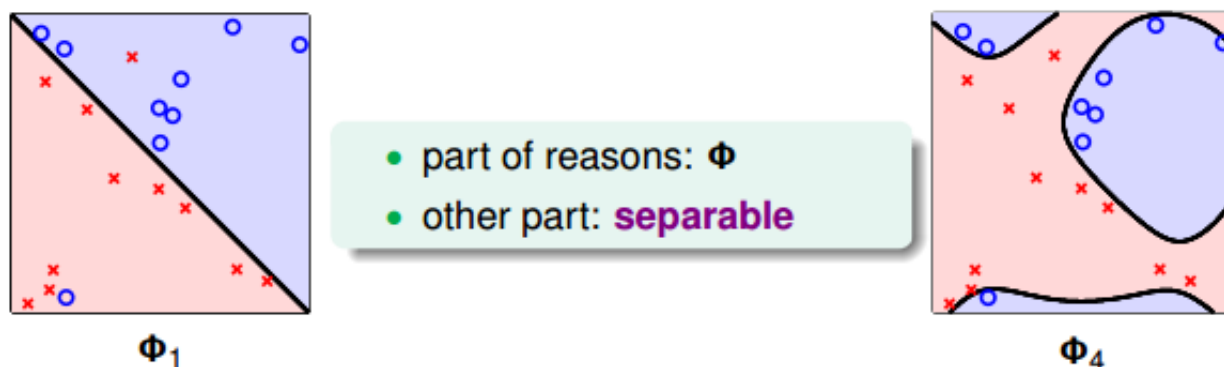 • part of reasons: Φ
• other part: separable
Φ₁
Φ₄